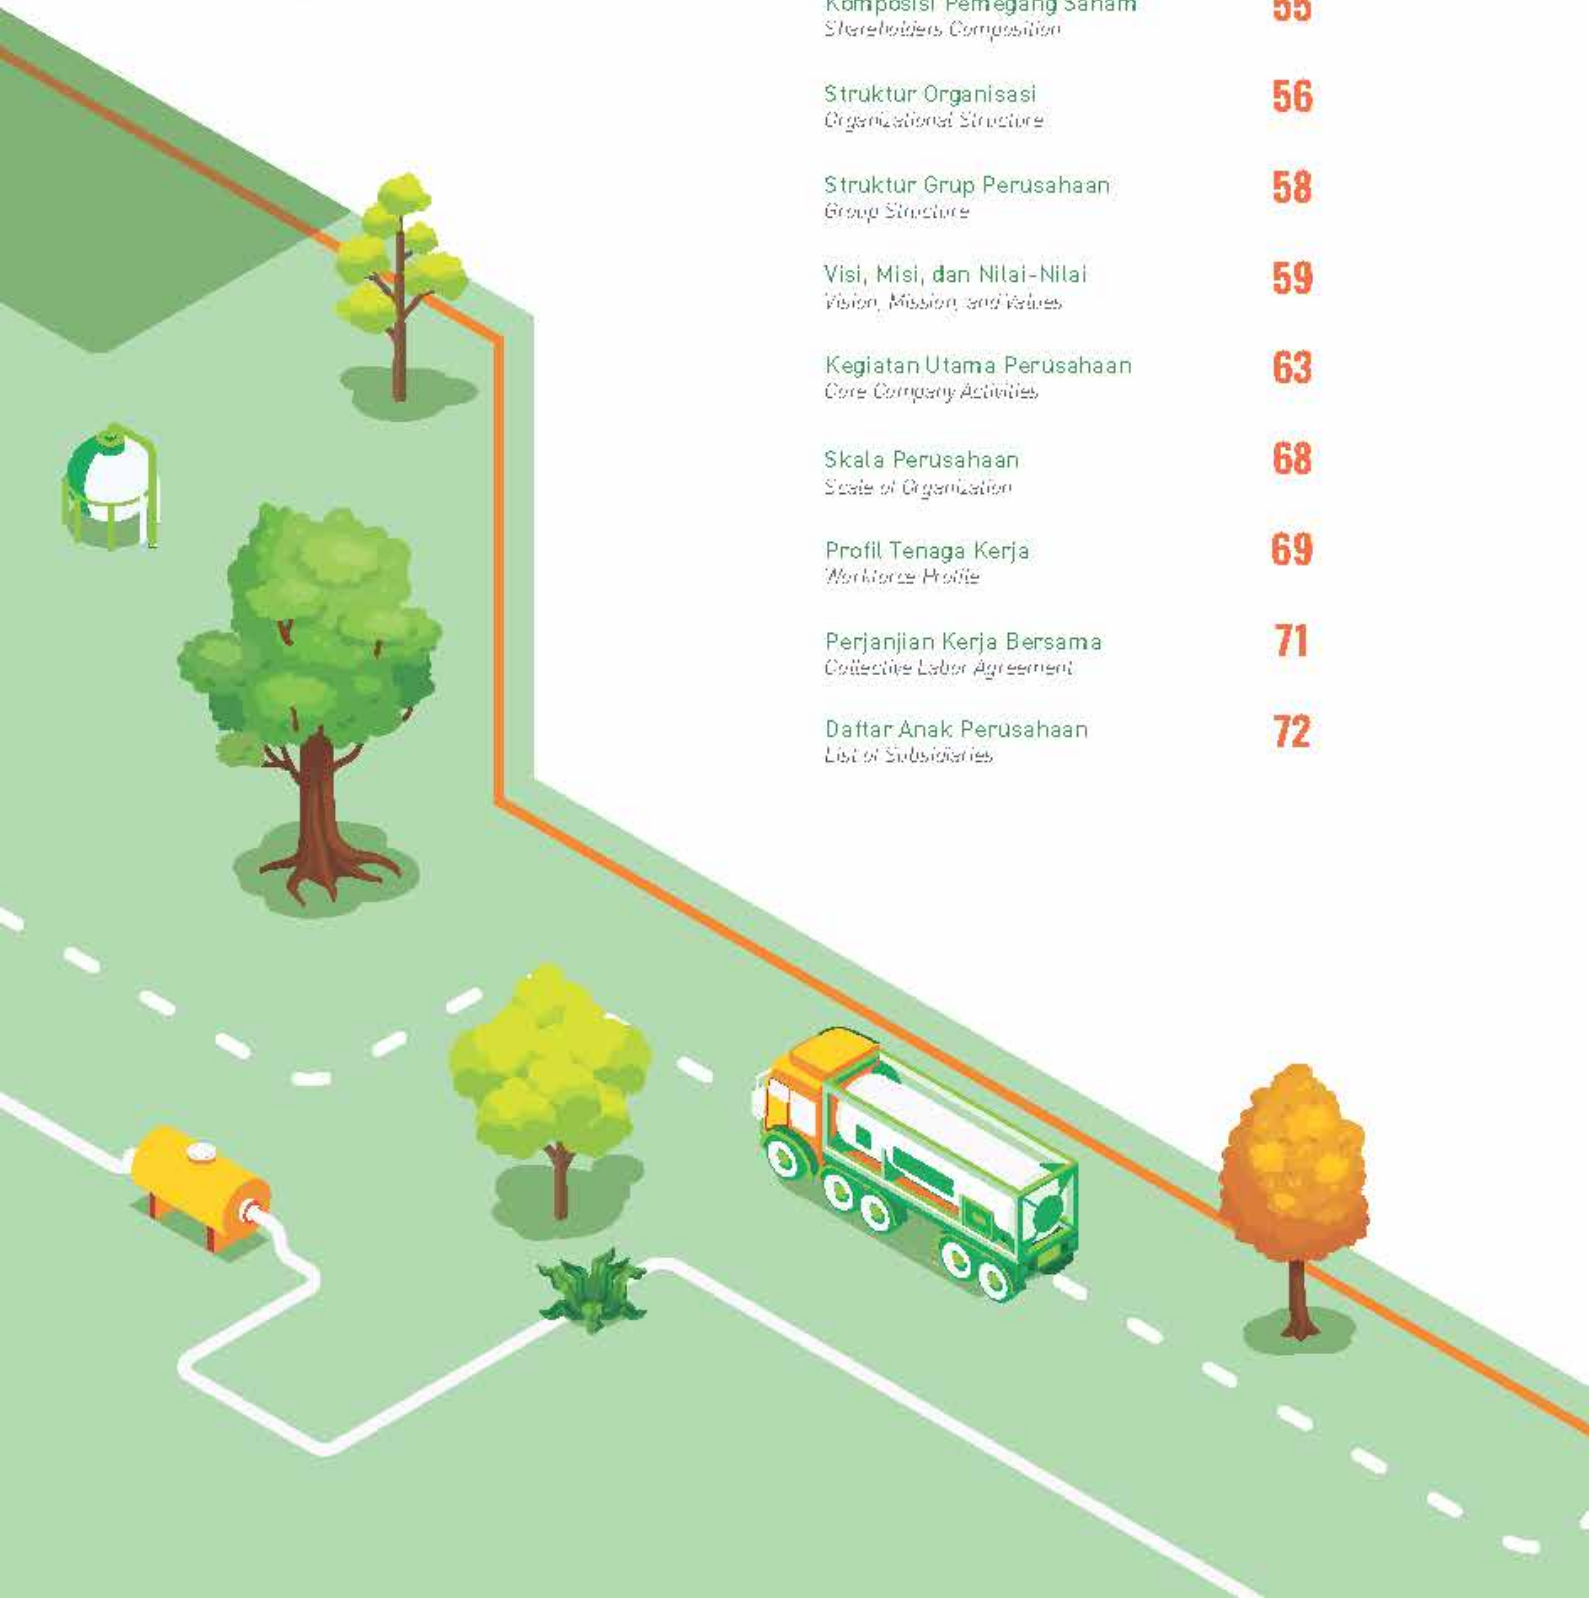 Komposisi Pemegang Saham 55
Shareholders Composition
Struktur Organisasi 56
Organizational Structure
Struktur Grup Perusahaan 58
Group Structure
Visi, Misi, dan Nilai-Nilai 59
Vision, Mission, and Values
Kegiatan Utama Perusahaan 63
Core Company Activities
Skala Perusahaan 68
Scale of Organization
Profil Tenaga Kerja 69
Workforce Profile
Perjanjian Kerja Bersama 71
Collective Labor Agreement
Daftar Anak Perusahaan 72
List of Subsidiaries